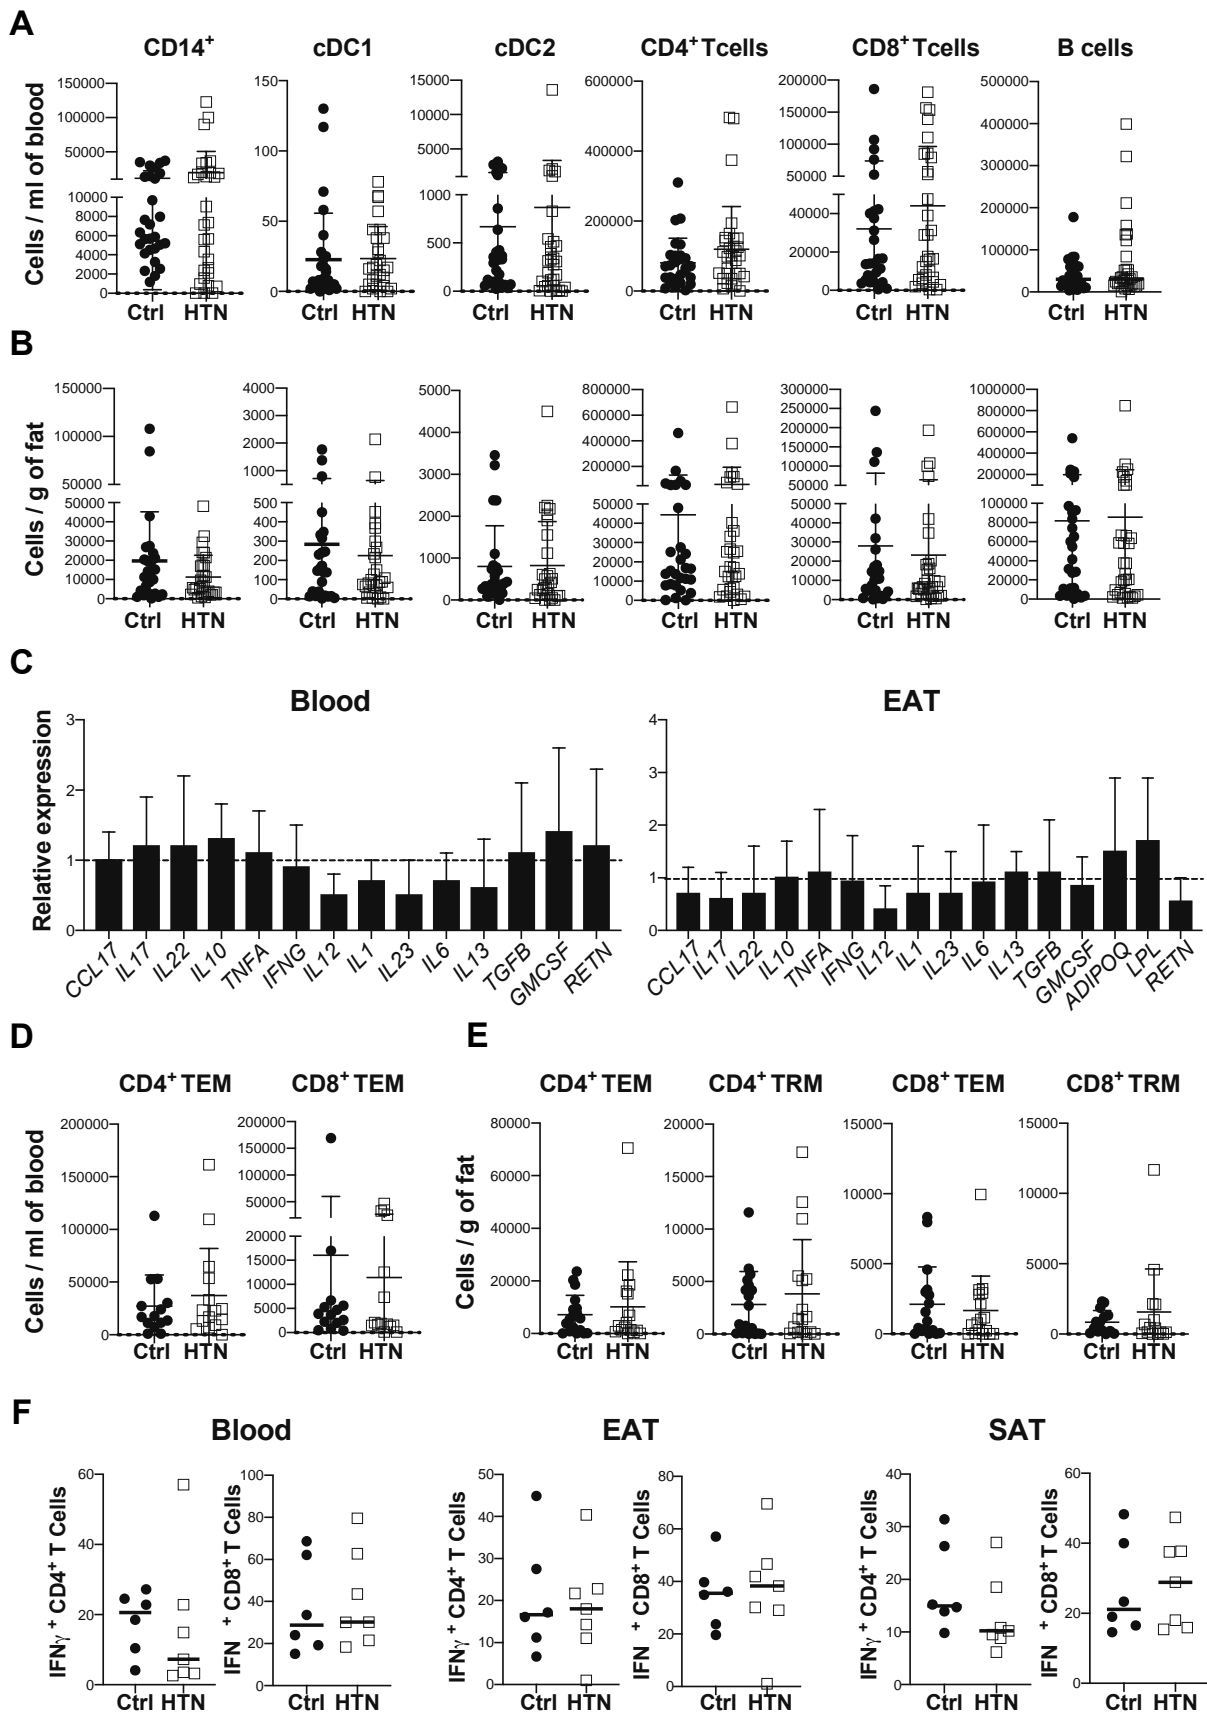 A
CD14+ cDC1 cDC2 CD4+ Tcells CD8+ Tcells B cells
Cells / ml of blood
150000 100000 50000 10000 8000 6000 4000 2000 0
150 100 50 0
15000 10000 5000 1000 500 0
600000 400000 200000 0
200000 150000 100000 50000 40000 20000 0
500000 400000 300000 200000 100000 0
Ctrl HTN Ctrl HTN Ctrl HTN Ctrl HTN Ctrl HTN Ctrl HTN
B
Cells / g of fat
150000 100000 50000 50000 40000 30000 20000 10000 0
4000 3000 2000 1000 500 400 300 200 100 0
5000 4000 3000 2000 1000 0
800000 600000 400000 200000 50000 40000 30000 20000 10000 0
300000 250000 200000 150000 100000 50000 60000 40000 20000 0
1000000 800000 600000 400000 200000 100000 80000 60000 40000 20000 0
Ctrl HTN Ctrl HTN Ctrl HTN Ctrl HTN Ctrl HTN Ctrl HTN
C
Blood
Relative expression
3 2 1 0
CCL17 IL17 IL22 IL10 TNFA IFNG IL12 IL1 IL23 IL6 IL13 TGFB GMCSF RETN
EAT
4 3 2 1 0
CCL17 IL17 IL22 IL10 TNFA IFNG IL12 IL1 IL23 IL6 IL13 TGFB GMCSF ADIPOQ LPL RETN
D
CD4+ TEM CD8+ TEM
Cells / ml of blood
200000 150000 100000 50000 0
200000 150000 100000 50000 20000 15000 10000 5000 0
Ctrl HTN Ctrl HTN
E
CD4+ TEM CD4+ TRM CD8+ TEM CD8+ TRM
Cells / g of fat
80000 60000 40000 20000 0
20000 15000 10000 5000 0
15000 10000 5000 0
15000 10000 5000 0
Ctrl HTN Ctrl HTN Ctrl HTN Ctrl HTN
F
Blood EAT SAT
IFNγ + CD4+ T Cells
60 40 20 0
IFN + CD8+ T Cells
100 80 60 40 20 0
IFNγ + CD4+ T Cells
50 40 30 20 10 0
IFN + CD8+ T Cells
80 60 40 20 0
IFNγ + CD4+ T Cells
40 30 20 10 0
IFN + CD8+ T Cells
60 40 20 0
Ctrl HTN Ctrl HTN Ctrl HTN Ctrl HTN Ctrl HTN Ctrl HTN